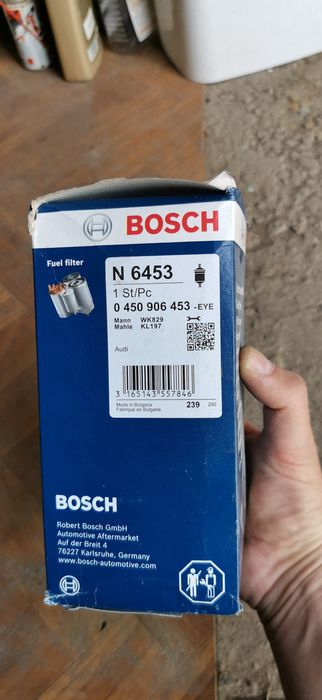 BOSCH
Fuel filter
N 6453
1 St/Pc
0 450 906 453 -EYE
Mann WK829
Mahle KL197
Audi
3 165143 557846
Made in Bulgaria
Fabriqué en Bulgarie
239 250
BOSCH
Robert Bosch GmbH
Automotive Aftermarket
Auf der Breit 4
76227 Karlsruhe, Germany
www.bosch-automotive.com